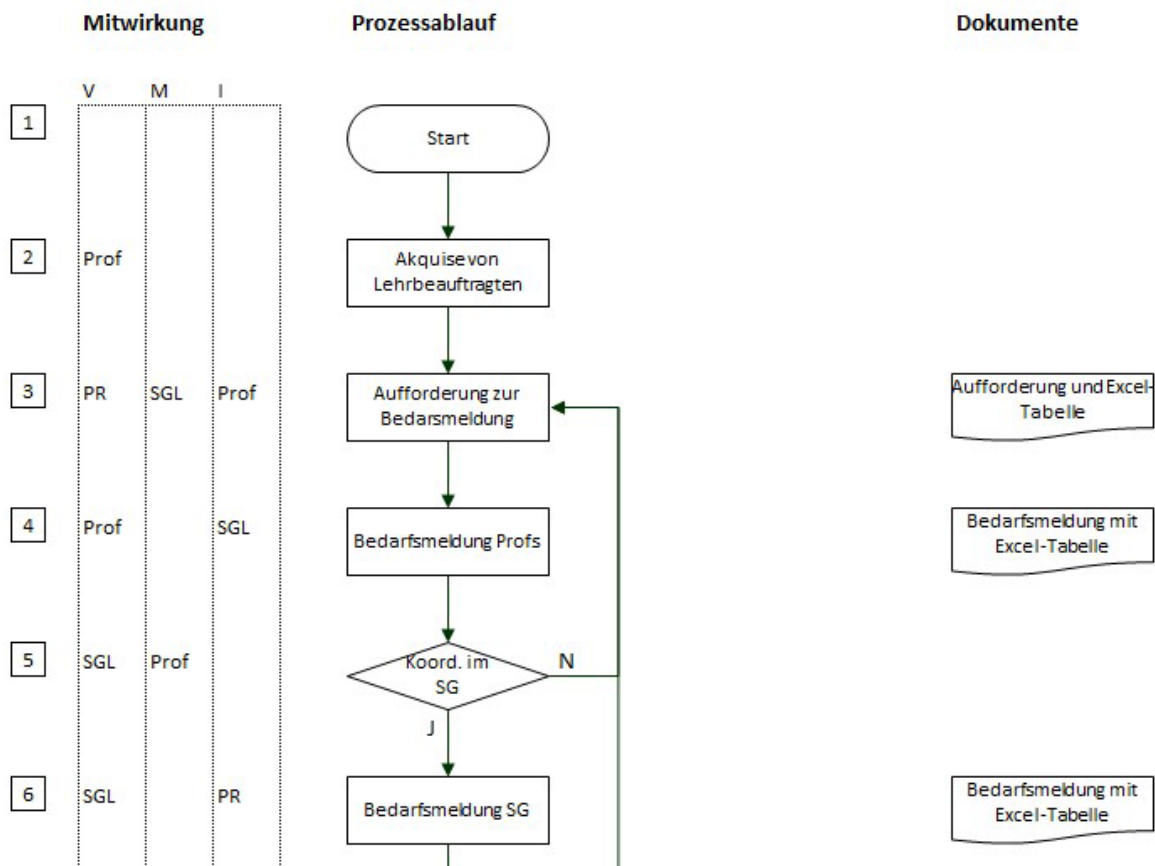 Mitwirkung Prozessablauf Dokumente
V M I
1 Start
2 Prof Akquise von
Lehrbeauftragten
3 PR SGL Prof Aufforderung zur Aufforderung und Excel-
Bedarsmeldung Tabelle
4 Prof SGL Bedarfsmeldung Profs Bedarfsmeldung mit
Excel-Tabelle
5 SGL Prof Koord. im N
SG
J
6 SGL PR Bedarfsmeldung SG Bedarfsmeldung mit
Excel-Tabelle